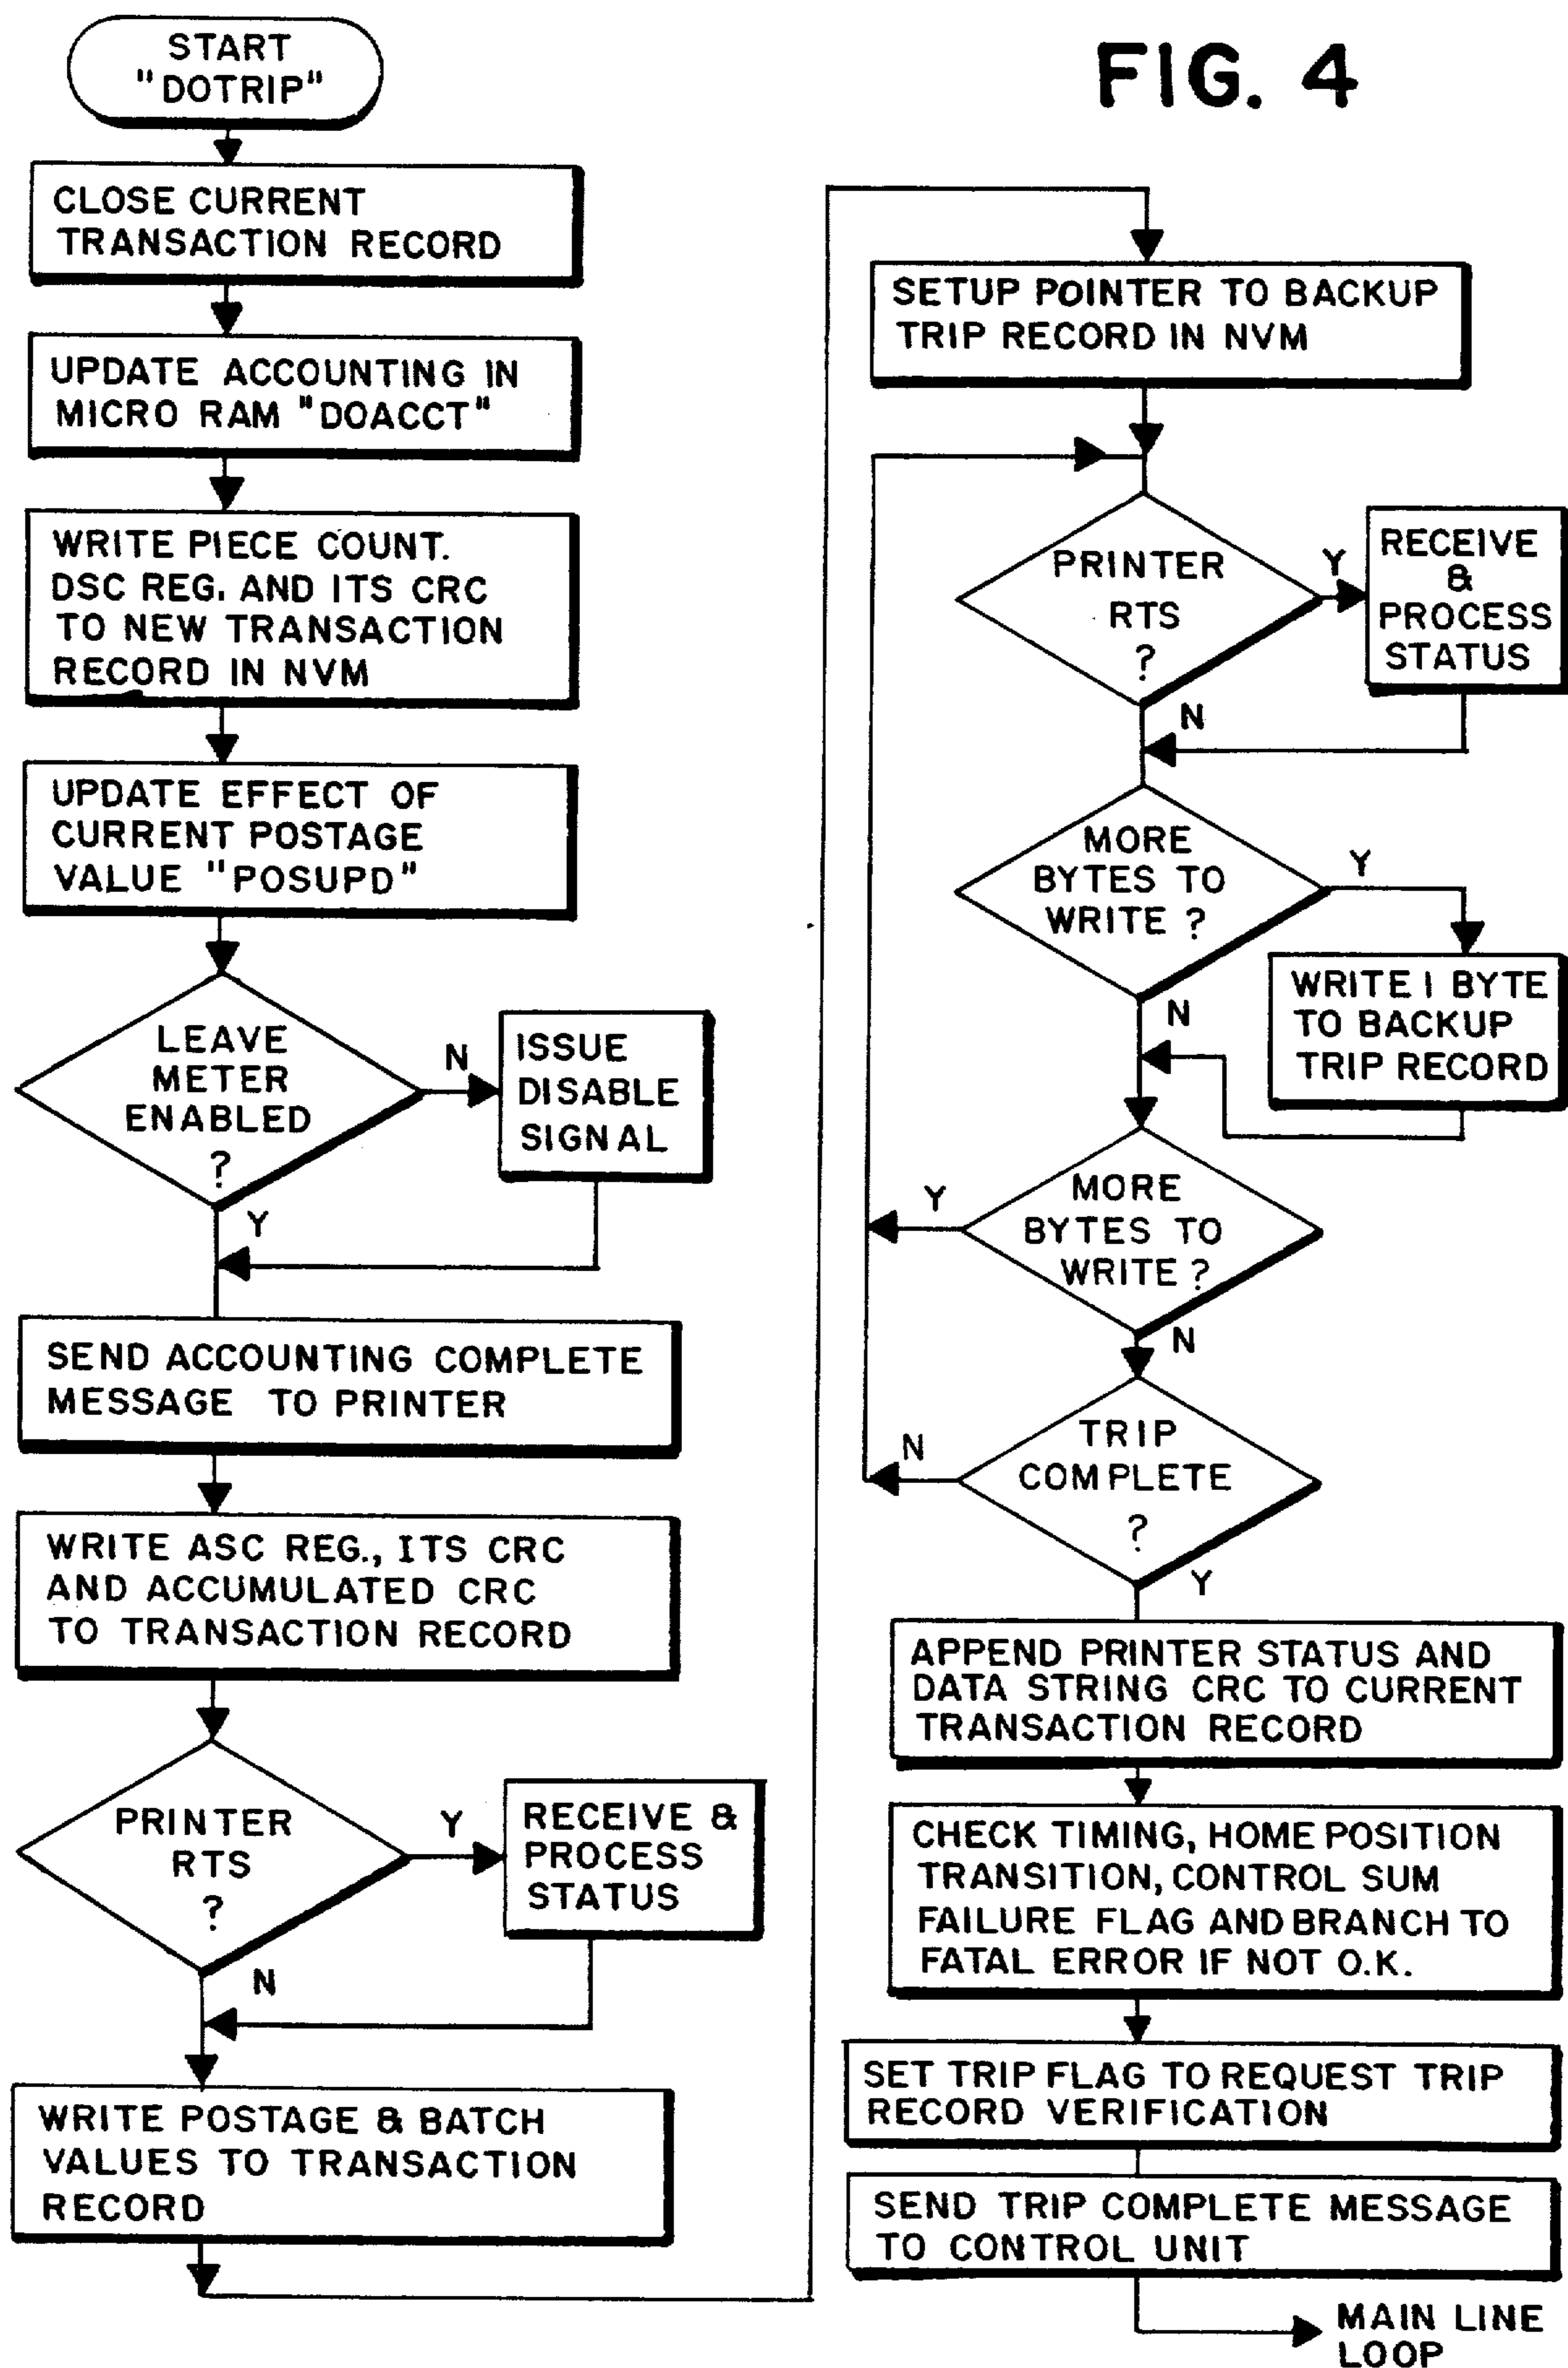 FIG. 4
START
"DOTRIP"
CLOSE CURRENT
TRANSACTION RECORD
UPDATE ACCOUNTING IN
MICRO RAM "DOACCT"
WRITE PIECE COUNT.
DSC REG. AND ITS CRC
TO NEW TRANSACTION
RECORD IN NVM
UPDATE EFFECT OF
CURRENT POSTAGE
VALUE "POSUPD"
LEAVE
METER
ENABLED
?
N
ISSUE
DISABLE
SIGNAL
Y
SEND ACCOUNTING COMPLETE
MESSAGE TO PRINTER
WRITE ASC REG., ITS CRC
AND ACCUMULATED CRC
TO TRANSACTION RECORD
PRINTER
RTS
?
Y
RECEIVE &
PROCESS
STATUS
N
WRITE POSTAGE & BATCH
VALUES TO TRANSACTION
RECORD
SETUP POINTER TO BACKUP
TRIP RECORD IN NVM
PRINTER
RTS
?
Y
RECEIVE
&
PROCESS
STATUS
N
MORE
BYTES TO
WRITE ?
Y
WRITE I BYTE
TO BACKUP
TRIP RECORD
N
MORE
BYTES TO
WRITE ?
Y
N
TRIP
COMPLETE
?
N
Y
APPEND PRINTER STATUS AND
DATA STRING CRC TO CURRENT
TRANSACTION RECORD
CHECK TIMING, HOME POSITION
TRANSITION, CONTROL SUM
FAILURE FLAG AND BRANCH TO
FATAL ERROR IF NOT O.K.
SET TRIP FLAG TO REQUEST TRIP
RECORD VERIFICATION
SEND TRIP COMPLETE MESSAGE
TO CONTROL UNIT
MAIN LINE
LOOP